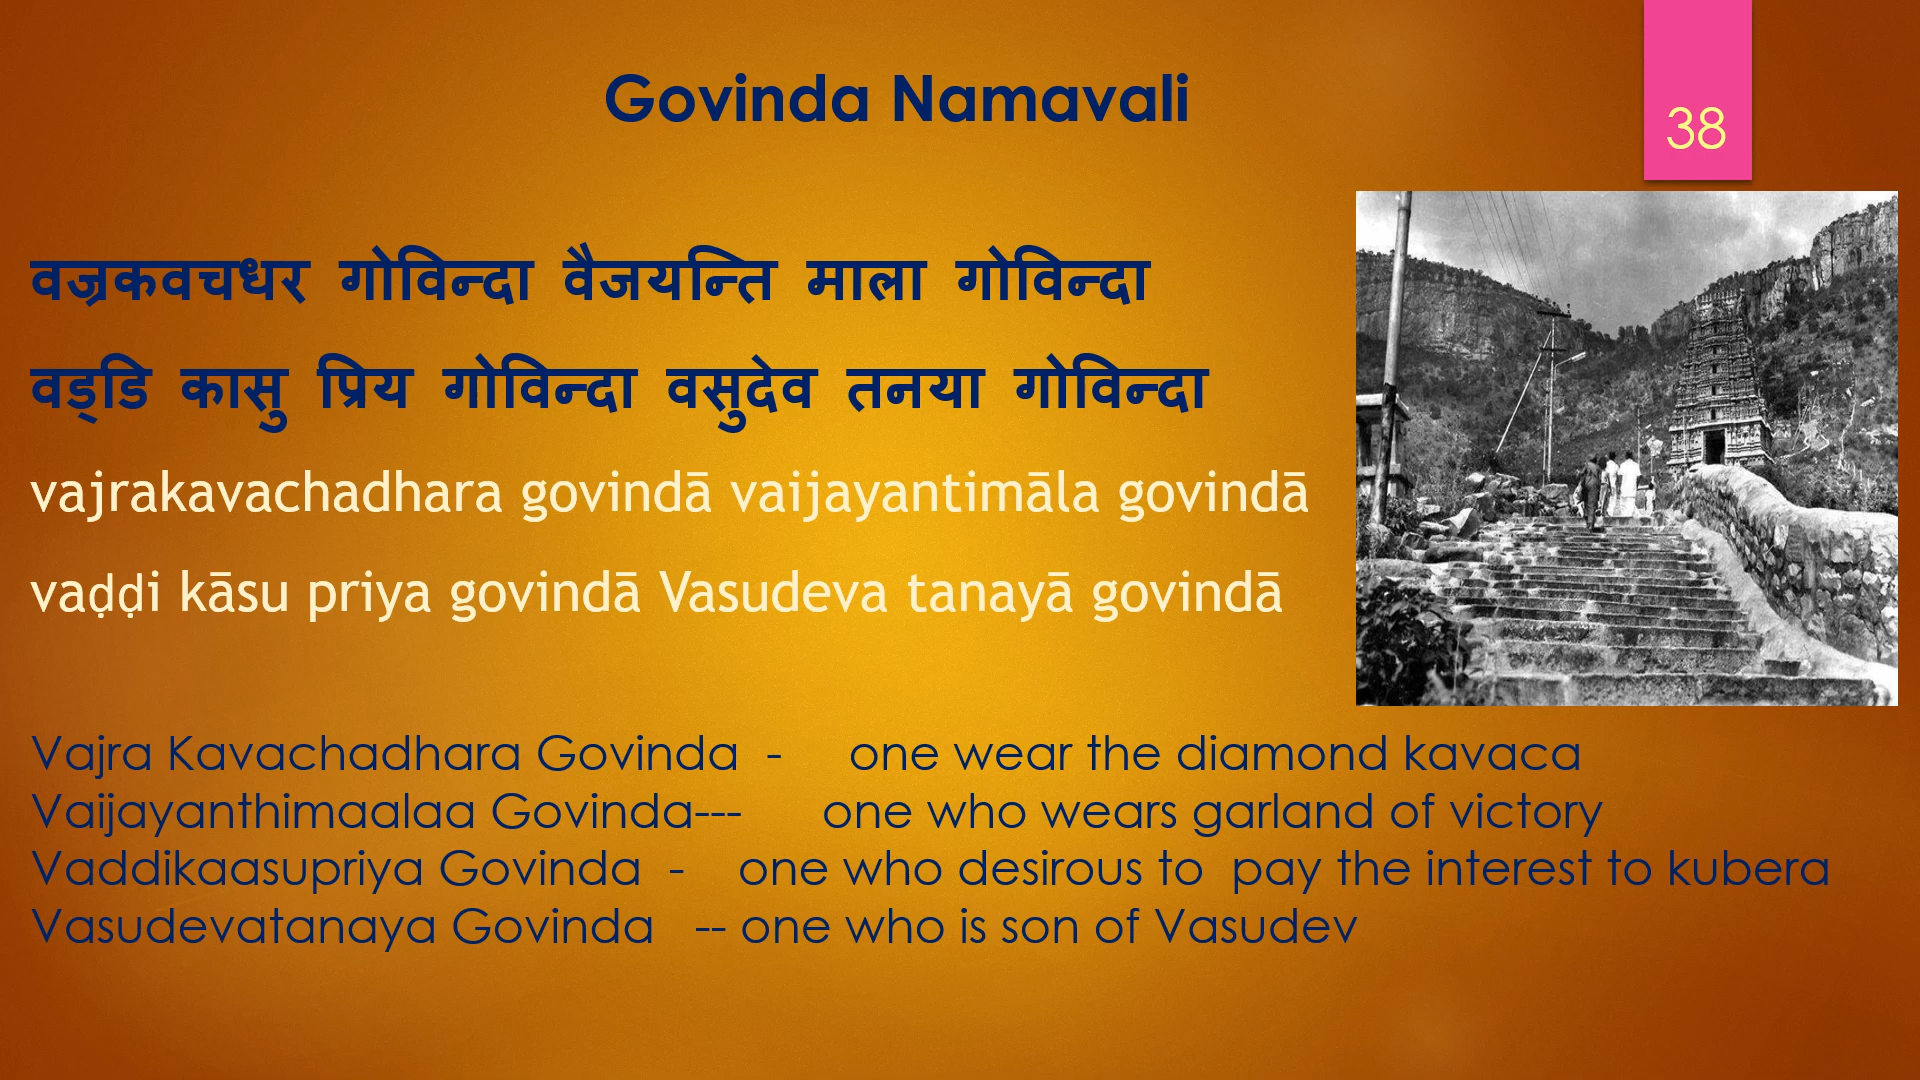 Govinda Namavali
38
वज्रकवचधर गोविन्दा वैजयन्ति माला गोविन्दा
वड्डि कासु प्रिय गोविन्दा वसुदेव तनया गोविन्दा
vajrakavachadhara govindā vaijayantimāla govindā
vaḍḍi kāsu priya govindā Vasudeva tanayā govindā
Vajra Kavachadhara Govinda - one wear the diamond kavaca
Vaijayanthimaalaa Govinda--- one who wears garland of victory
Vaddikaasupriya Govinda - one who desirous to pay the interest to kubera
Vasudevatanaya Govinda -- one who is son of Vasudev